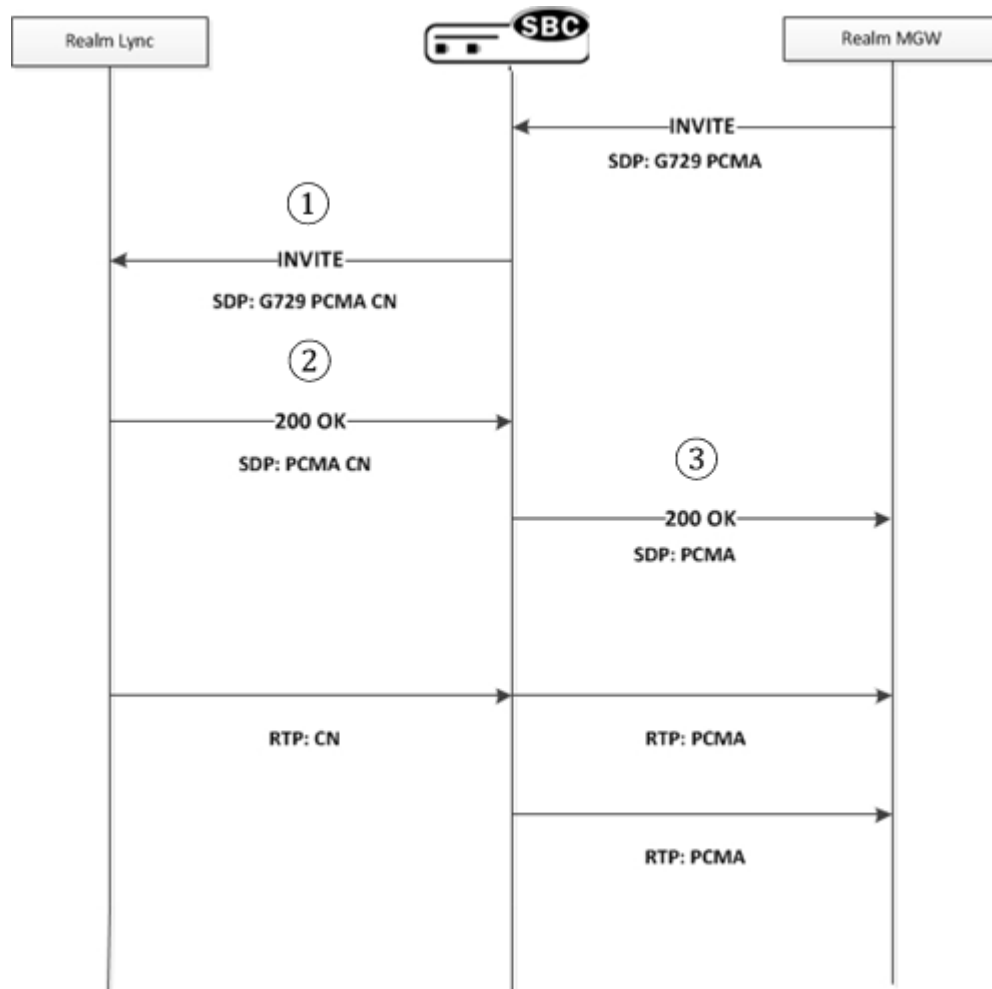 Realm Lync
SBC
Realm MGW
INVITE
SDP: G729 PCMA
1
INVITE
SDP: G729 PCMA CN
2
200 OK
SDP: PCMA CN
3
200 OK
SDP: PCMA
RTP: CN
RTP: PCMA
RTP: PCMA